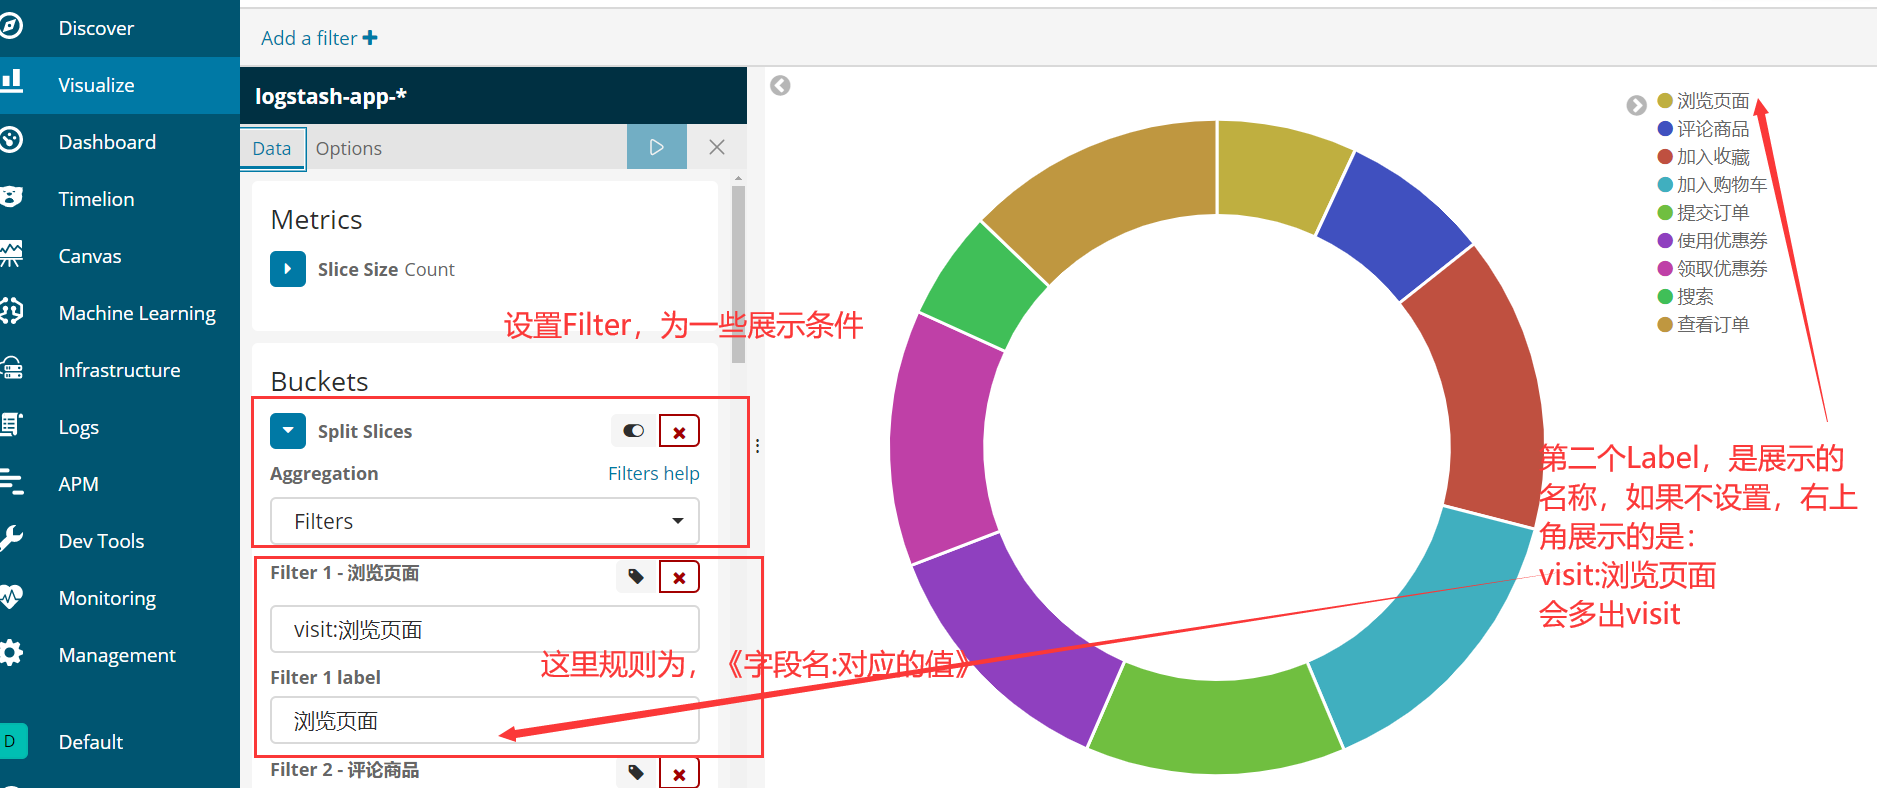 Discover
Visualize
Dashboard
Timelion
Canvas
Machine Learning
Infrastructure
Logs
APM
Dev Tools
Monitoring
Management
D
Default
Add a filter
logstash-app-*
Data
Options
Metrics
Slice Size Count
设置Filter，为一些展示条件
Buckets
Split Slices
Aggregation
Filters help
Filters
Filter 1 - 浏览页面
visit:浏览页面
这里规则为，《字段名:对应的值》
Filter 1 label
浏览页面
Filter 2 - 评论商品
浏览页面
评论商品
加入收藏
加入购物车
提交订单
使用优惠券
领取优惠券
搜索
查看订单
第二个Label，是展示的
名称，如果不设置，右上
角展示的是：
visit:浏览页面
会多出visit